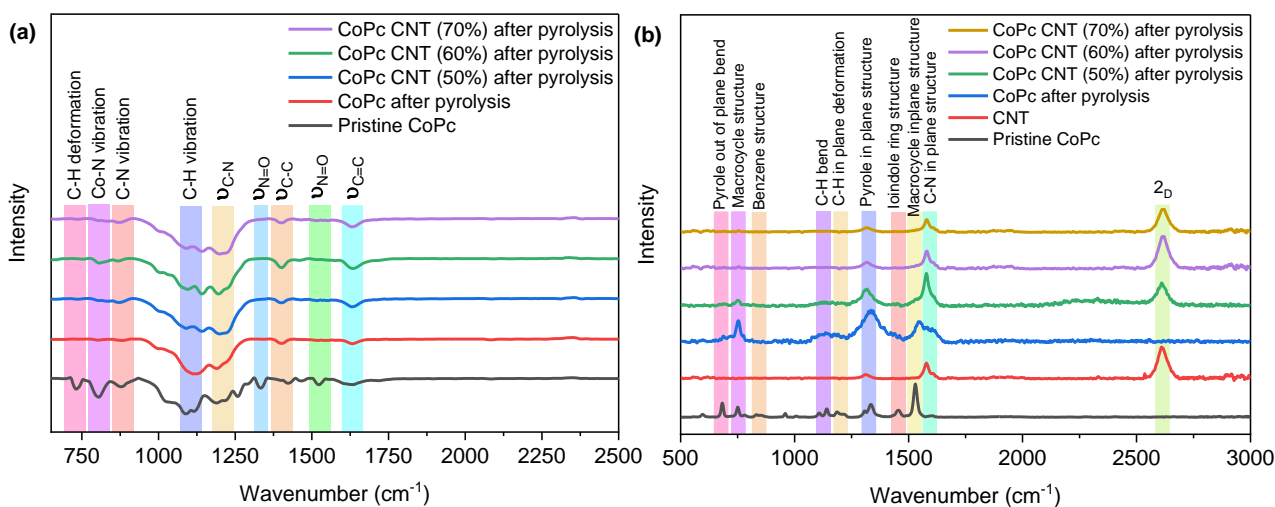 (a)
CoPc CNT (70%) after pyrolysis
CoPc CNT (60%) after pyrolysis
CoPc CNT (50%) after pyrolysis
CoPc after pyrolysis
Pristine CoPc
C-H deformation
Co-N vibration
C-N vibration
C-H vibration
υC-N
υN=O
υC-C
υN=O
υC=C
Intensity
750 1000 1250 1500 1750 2000 2250 2500
Wavenumber (cm⁻¹)
(b)
CoPc CNT (70%) after pyrolysis
CoPc CNT (60%) after pyrolysis
CoPc CNT (50%) after pyrolysis
CoPc after pyrolysis
CNT
Pristine CoPc
Pyrole out of plane bend
Macrocycle structure
Benzene structure
C-H bend
C-H in plane deformation
Pyrole in plane structure
Ioindole ring structure
Macrocycle inplane structure
C-N in plane structure
2D
Intensity
500 1000 1500 2000 2500 3000
Wavenumber (cm⁻¹)